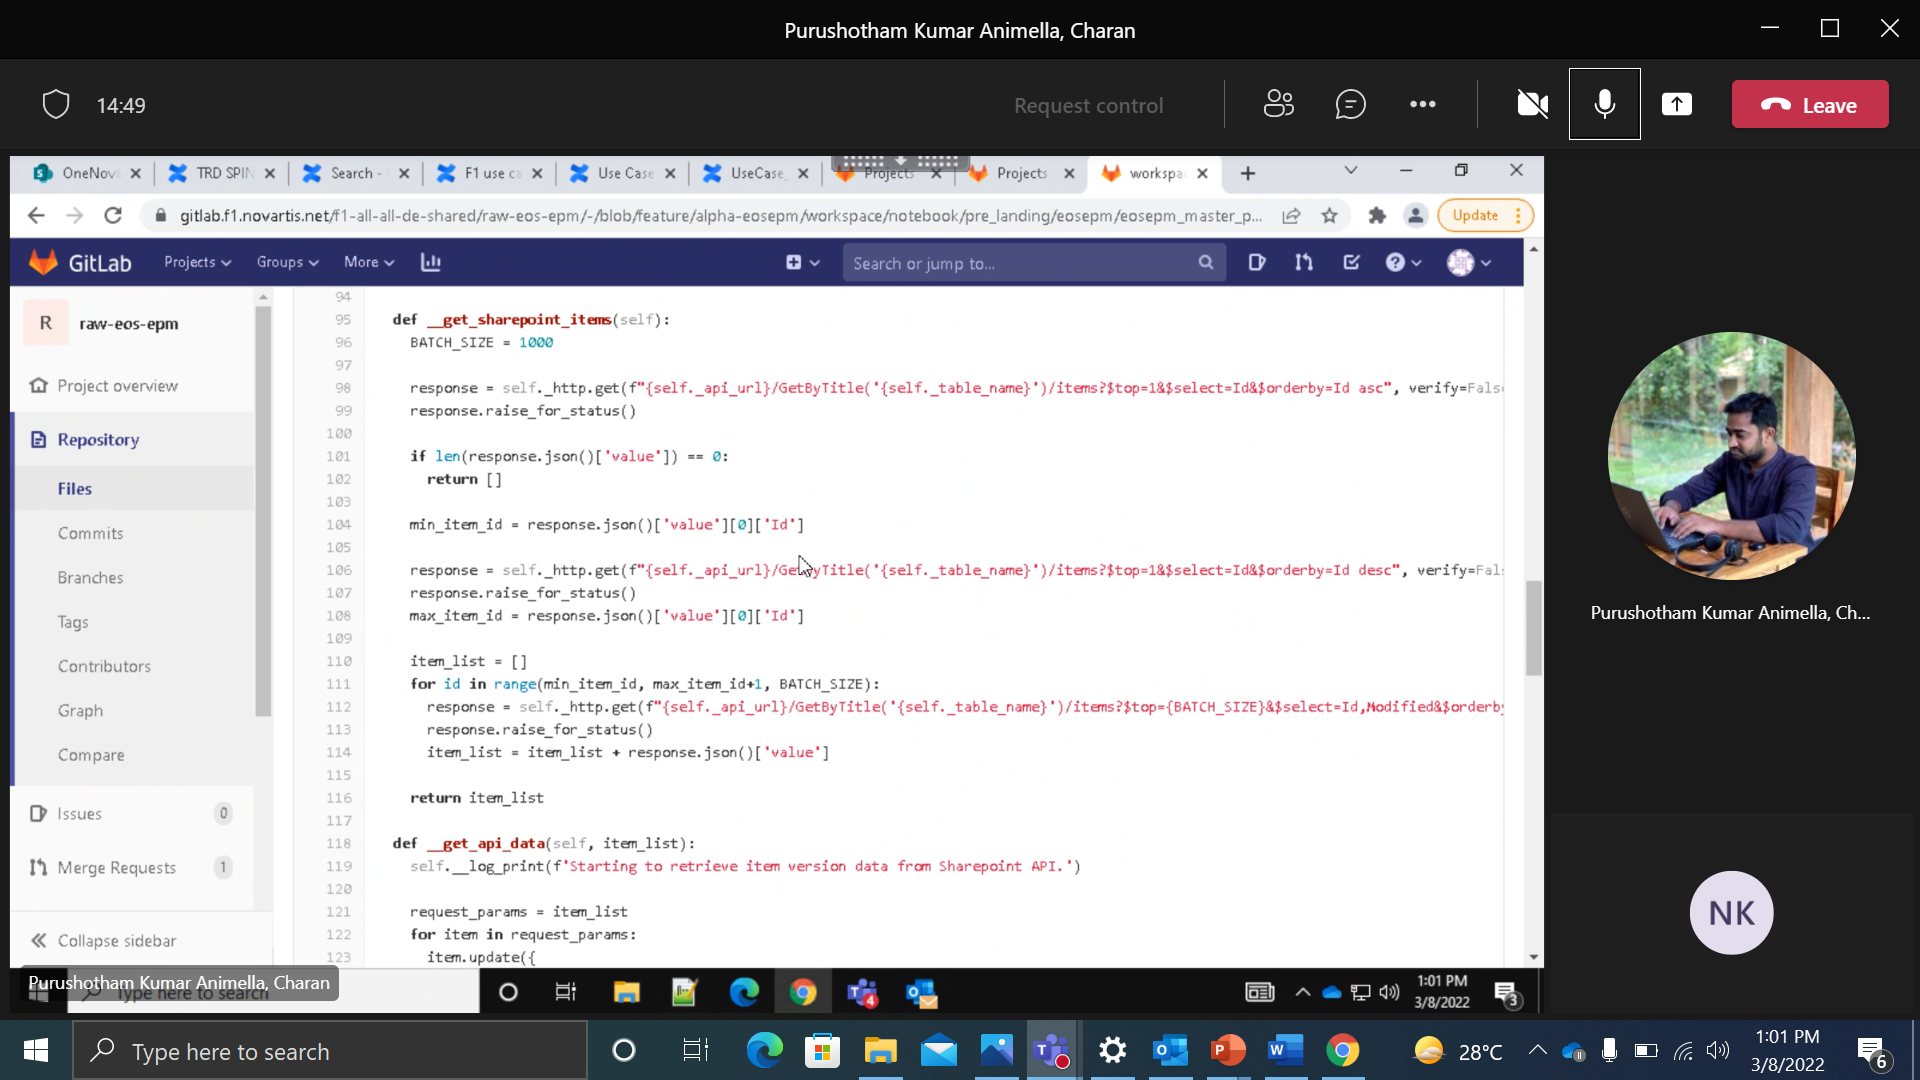 Purushotham Kumar Animella, Charan
14:49
Request control
Leave
OneNova
TRD SPIN
Search -
F1 use ca
Use Case
UseCase_
Projects
Projects
workspa
gitlab.f1.novartis.net/f1-all-all-de-shared/raw-eos-epm/-/blob/feature/alpha-eosepm/workspace/notebook/pre_landing/eosepm/eosepm_master_p...
Update
GitLab
Projects
Groups
More
Search or jump to...
R
raw-eos-epm
Project overview
Repository
Files
Commits
Branches
Tags
Contributors
Graph
Compare
Issues 0
Merge Requests 1
Collapse sidebar
94
95 def __get_sharepoint_items(self):
96 BATCH_SIZE = 1000
97
98 response = self._http.get(f"{self._api_url}/GetByTitle('{self._table_name}')/items?$top=1&$select=Id&$orderby=Id asc", verify=Fals
99 response.raise_for_status()
100
101 if len(response.json()['value']) == 0:
102 return []
103
104 min_item_id = response.json()['value'][0]['Id']
105
106 response = self._http.get(f"{self._api_url}/GetByTitle('{self._table_name}')/items?$top=1&$select=Id&$orderby=Id desc", verify=Fal
107 response.raise_for_status()
108 max_item_id = response.json()['value'][0]['Id']
109
110 item_list = []
111 for id in range(min_item_id, max_item_id+1, BATCH_SIZE):
112 response = self._http.get(f"{self._api_url}/GetByTitle('{self._table_name}')/items?$top={BATCH_SIZE}&$select=Id,Modified&$orderby
113 response.raise_for_status()
114 item_list = item_list + response.json()['value']
115
116 return item_list
117
118 def __get_api_data(self, item_list):
119 self.__log_print(f'Starting to retrieve item version data from Sharepoint API.')
120
121 request_params = item_list
122 for item in request_params:
123 item.update({
Purushotham Kumar Animella, Ch...
NK
Purushotham Kumar Animella, Charan
Type here to search
4
1:01 PM
3/8/2022
3
Type here to search
28°C
1:01 PM
3/8/2022
6